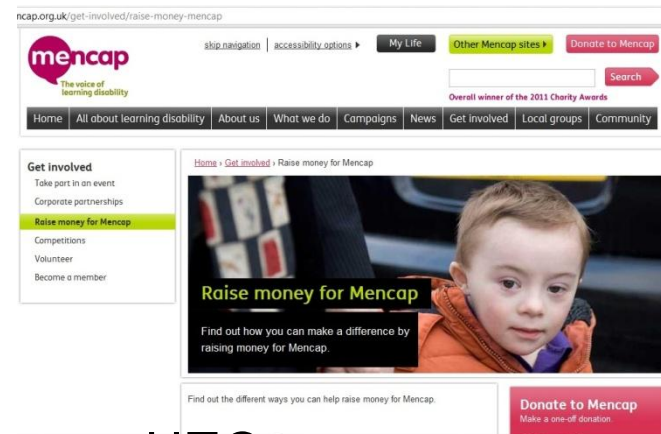 ncap.org.uk/get-involved/raise-money-mencap
skip navigation | accessibility options My Life Other Mencap sites Donate to Mencap
mencap
The voice of
learning disability
Search
Overall winner of the 2011 Charity Awards
Home All about learning disability About us What we do Campaigns News Get involved Local groups Community
Get involved
Take part in an event
Corporate partnerships
Raise money for Mencap
Competitions
Volunteer
Become a member
Home › Get involved › Raise money for Mencap
Raise money for Mencap
Find out how you can make a difference by
raising money for Mencap.
Find out the different ways you can help raise money for Mencap.
Donate to Mencap
Make a one-off donation.